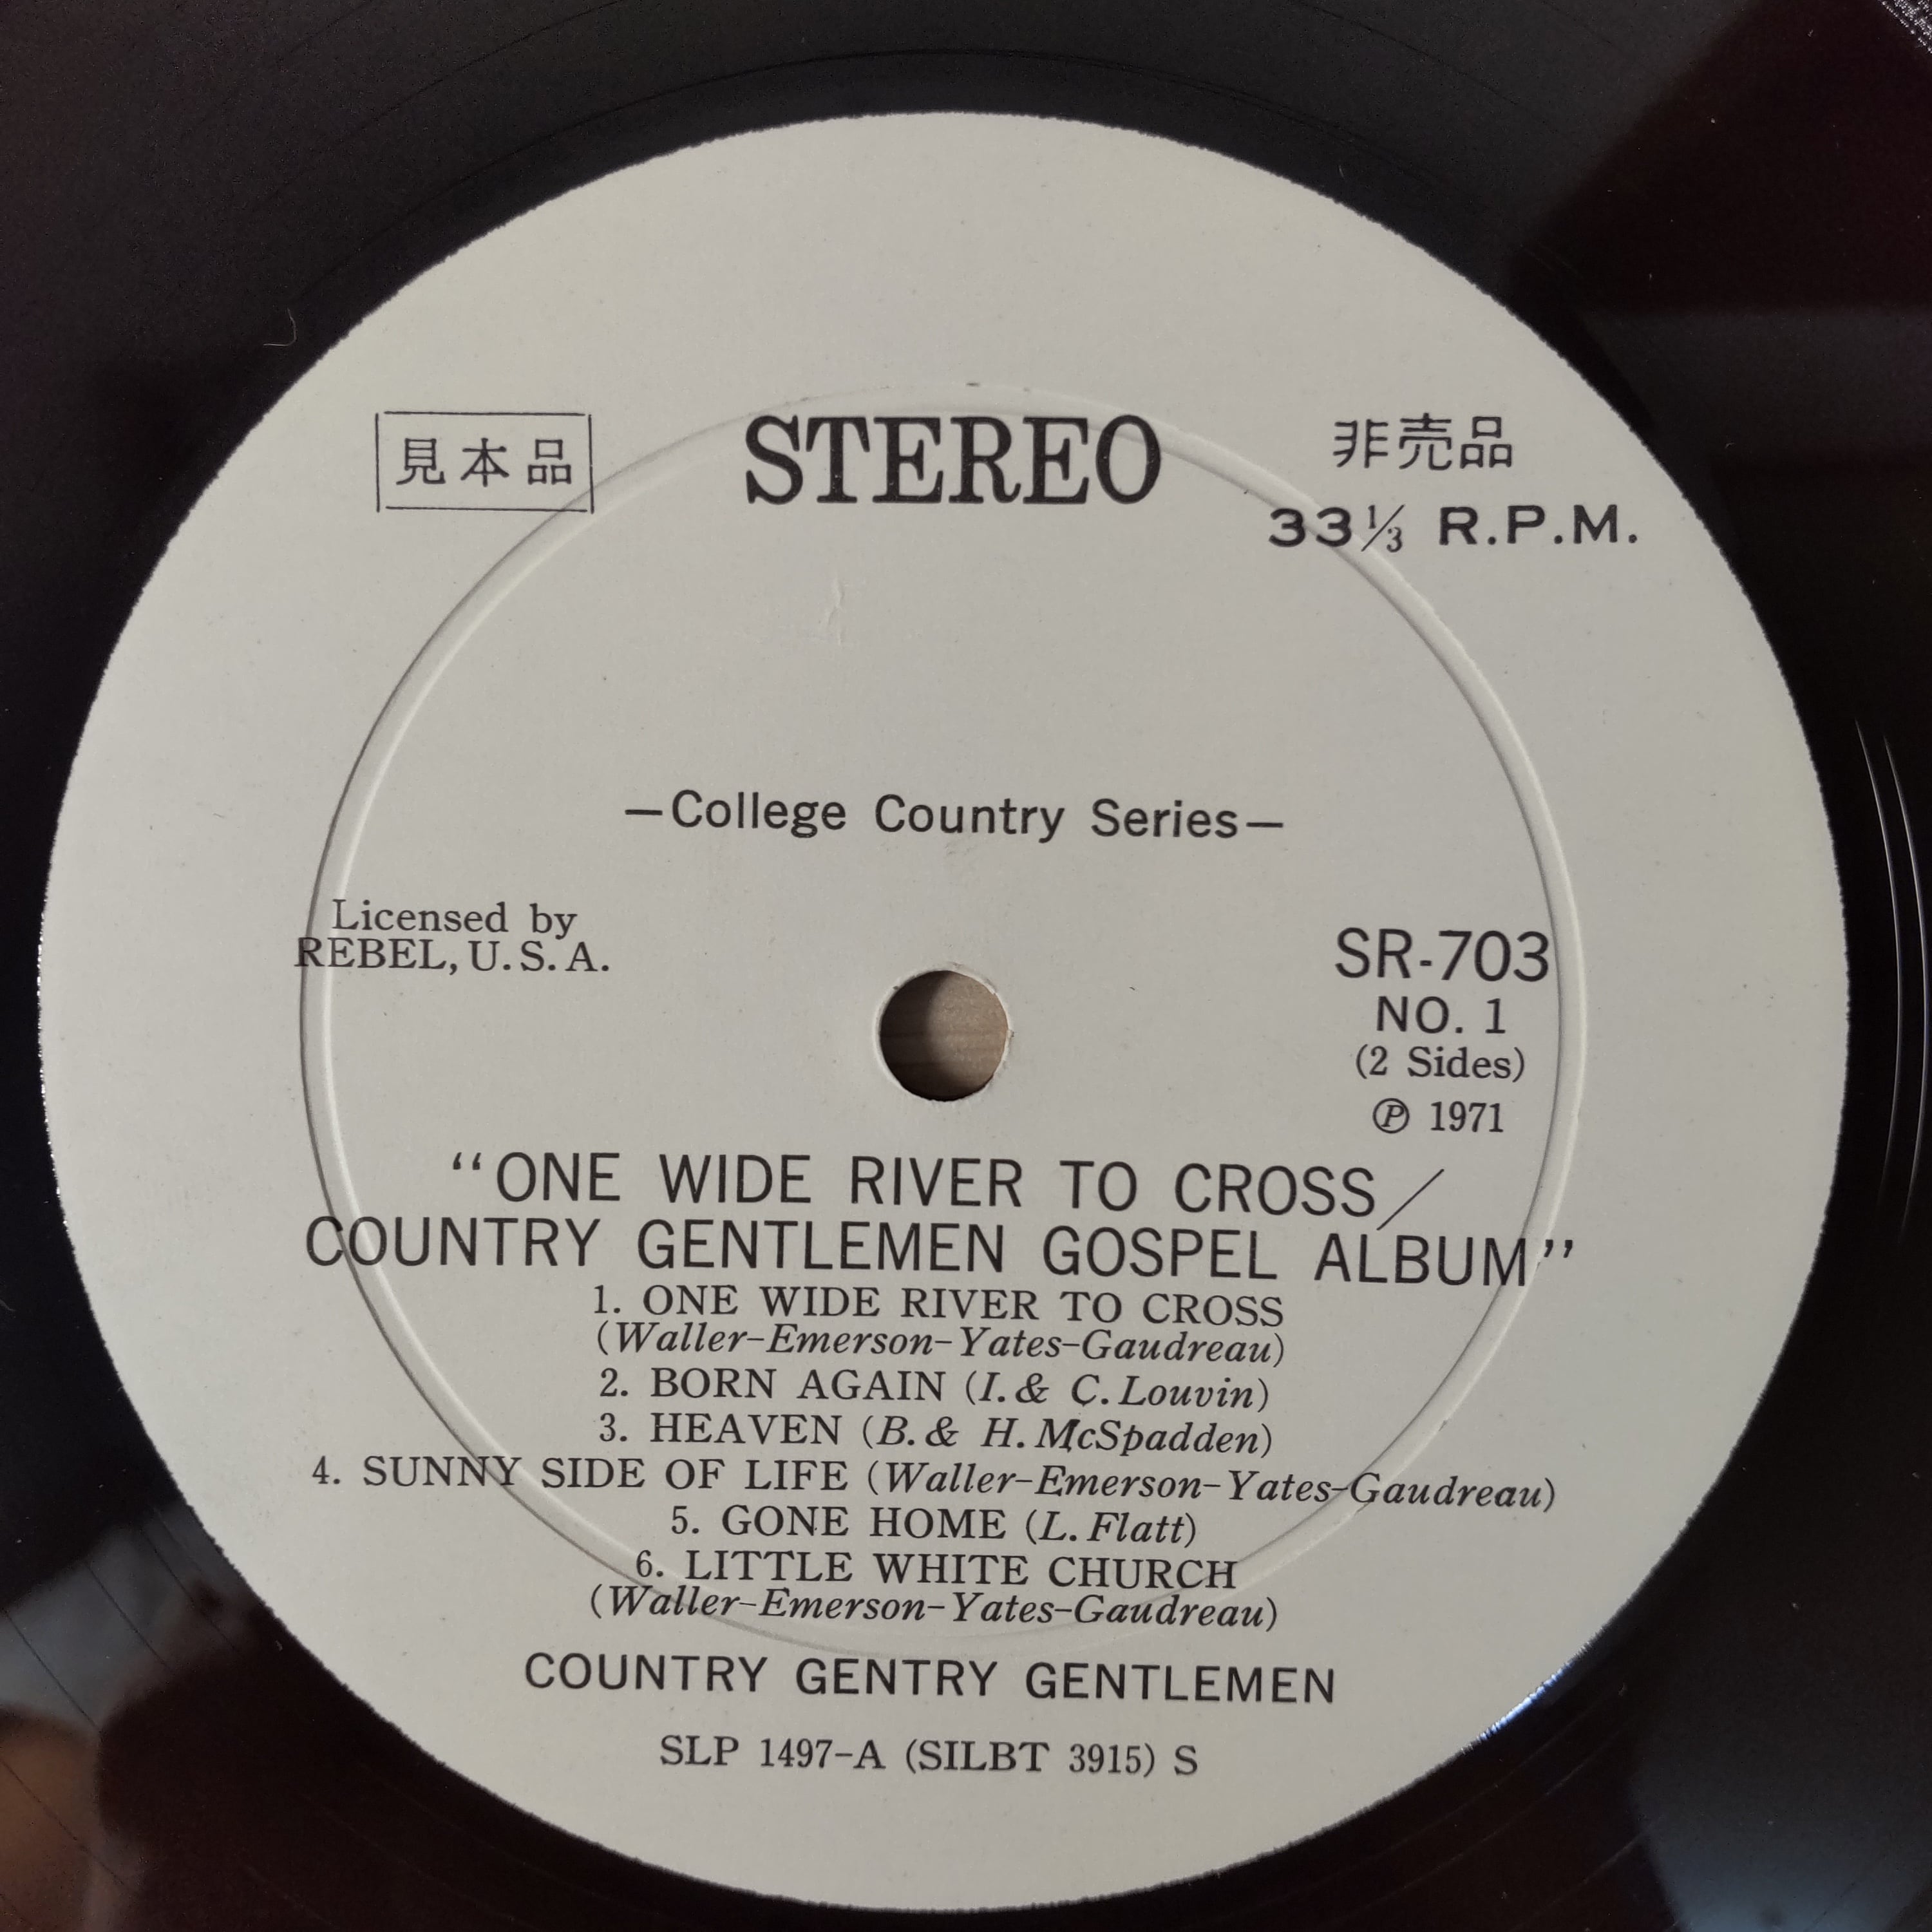 見本品
STEREO
非売品
33⅓ R.P.M.
—College Country Series—
Licensed by
REBEL, U.S.A.
SR-703
NO. 1
(2 Sides)
Ⓟ 1971
“ONE WIDE RIVER TO CROSS/
COUNTRY GENTLEMEN GOSPEL ALBUM”
1. ONE WIDE RIVER TO CROSS
(Waller-Emerson-Yates-Gaudreau)
2. BORN AGAIN (I. & C. Louvin)
3. HEAVEN (B. & H. McSpadden)
4. SUNNY SIDE OF LIFE (Waller-Emerson-Yates-Gaudreau)
5. GONE HOME (L. Flatt)
6. LITTLE WHITE CHURCH
(Waller-Emerson-Yates-Gaudreau)
COUNTRY GENTRY GENTLEMEN
SLP 1497-A (SILBT 3915) S